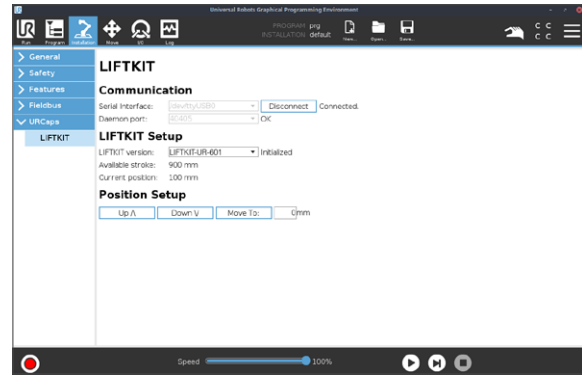 Universal Robots Graphical Programming Environment
Run Program Installation Move I/O Log
PROGRAM prg
INSTALLATION default
New... Open... Save...
C C
C C
General
Safety
Features
Fieldbus
URCaps
LIFTKIT
LIFTKIT
Communication
Serial Interface: /dev/ttyUSB0 Disconnect Connected.
Daemon port: 40405 OK
LIFTKIT Setup
LIFTKIT version: LIFTKIT-UR-601 Initialized
Available stroke: 900 mm
Current position: 100 mm
Position Setup
Up /\ Down \/ Move To: 0 mm
Speed 100%